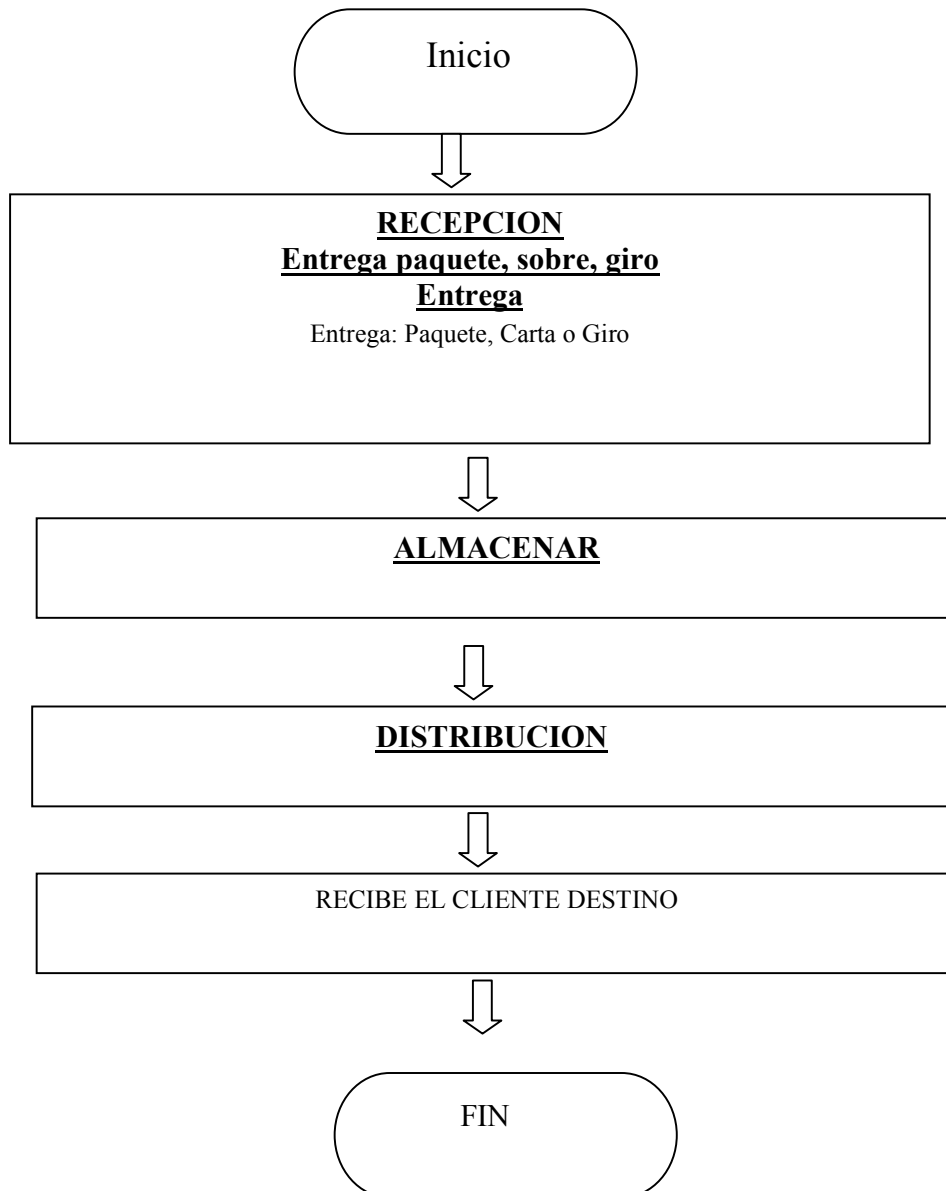 Inicio
RECEPCION
Entrega paquete, sobre, giro
Entrega
Entrega: Paquete, Carta o Giro
ALMACENAR
DISTRIBUCION
RECIBE EL CLIENTE DESTINO
FIN